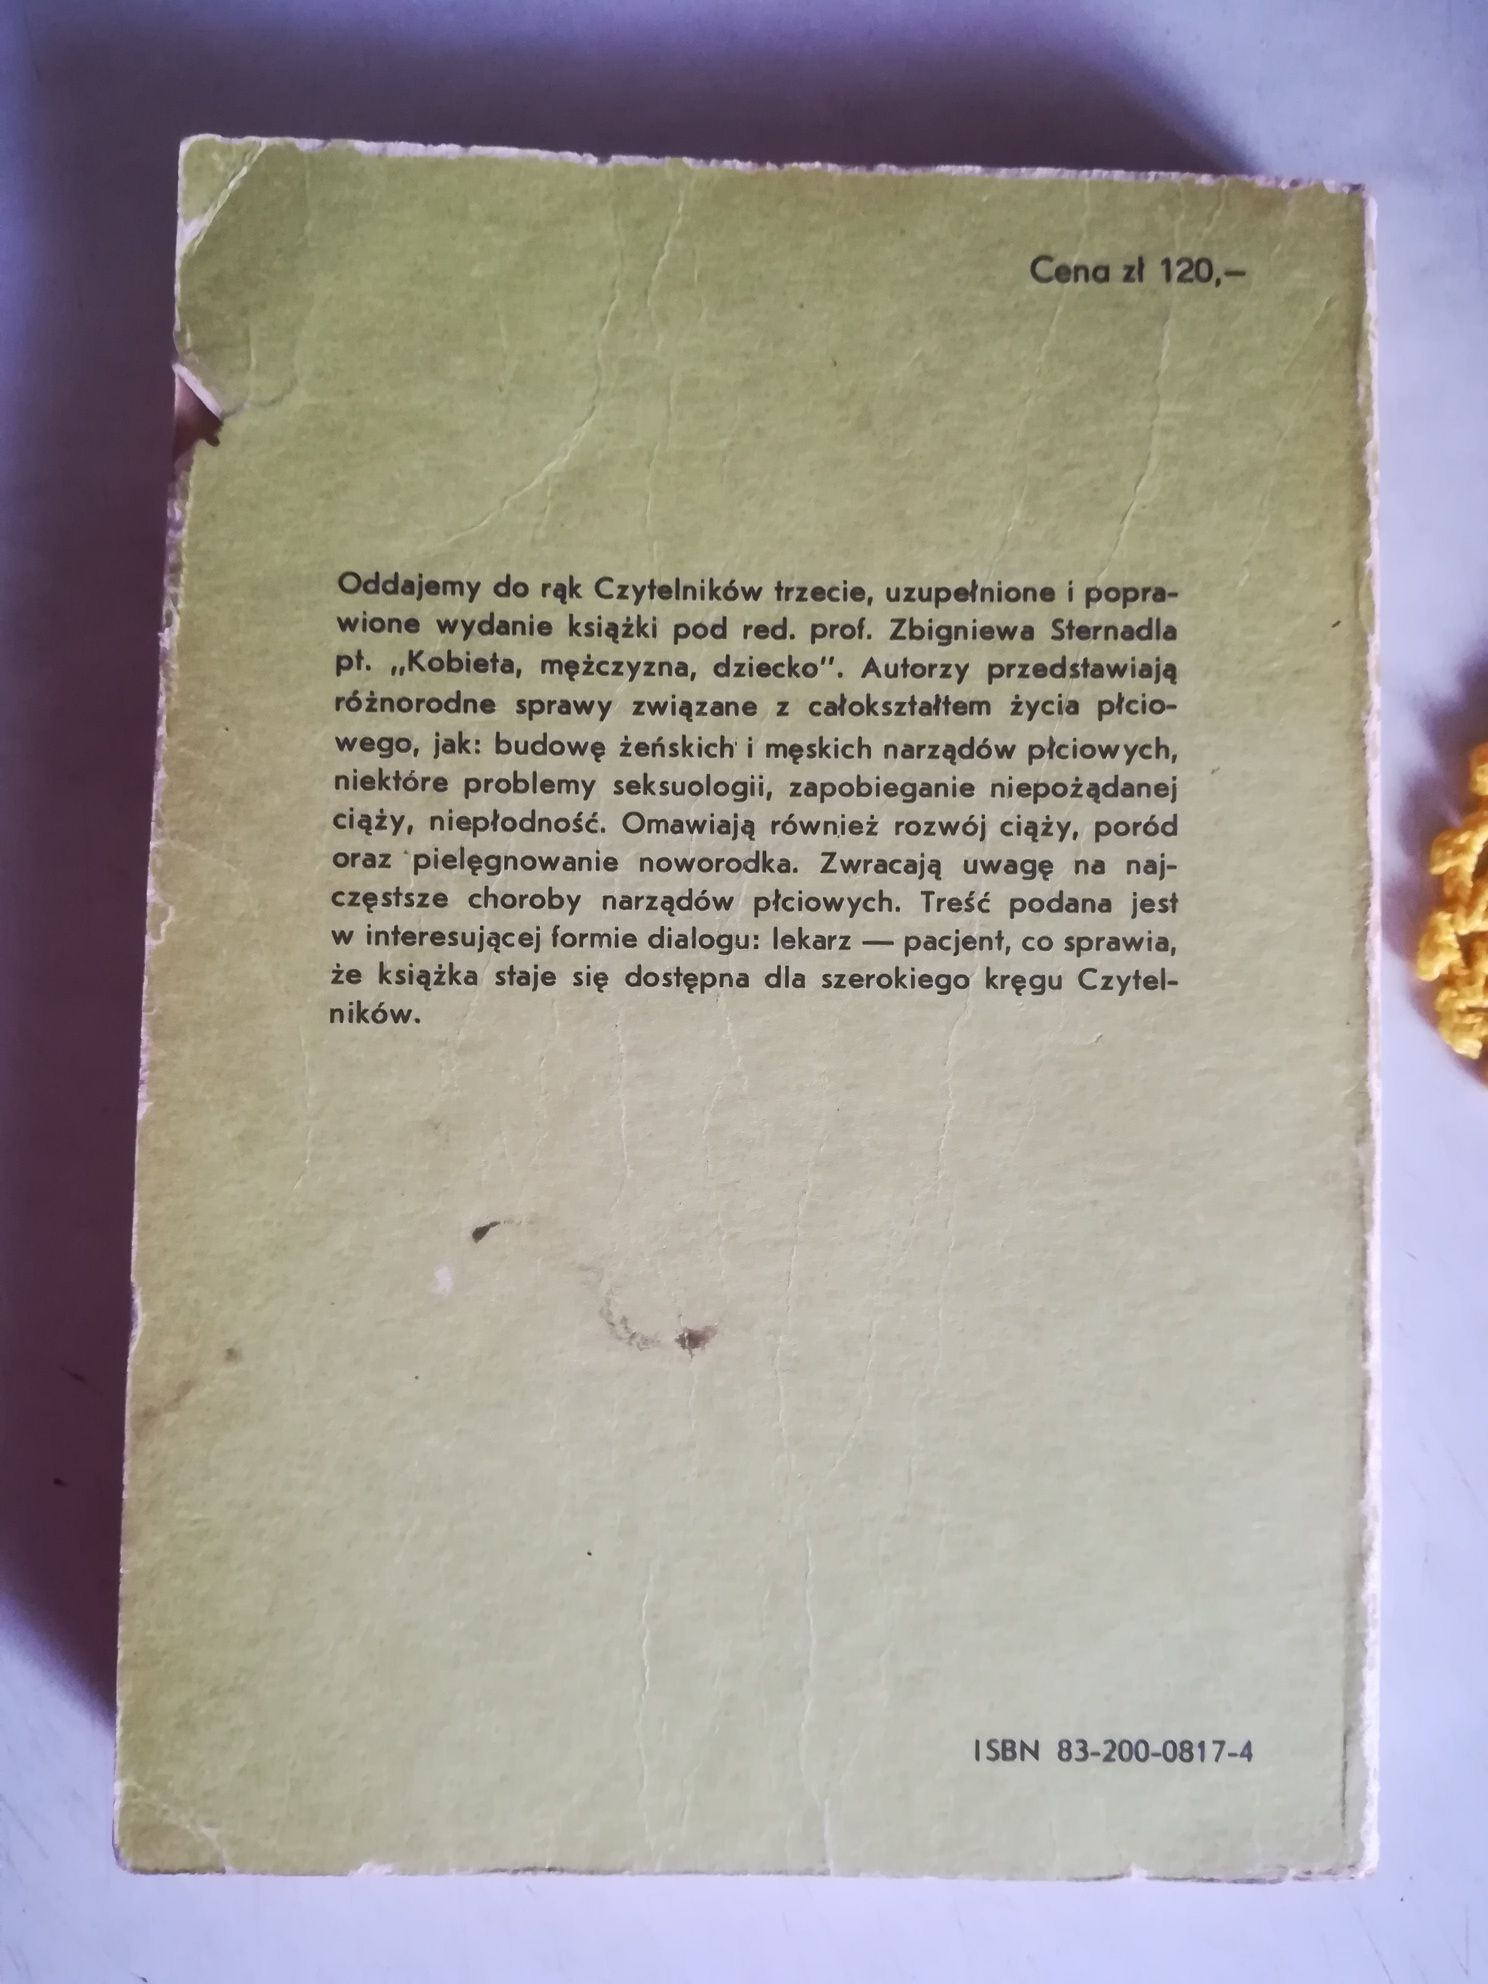 Cena zł 120,—
Oddajemy do rąk Czytelników trzecie, uzupełnione i popra-
wione wydanie książki pod red. prof. Zbigniewa Sternadla
pt. „Kobieta, mężczyzna, dziecko”. Autorzy przedstawiają
różnorodne sprawy związane z całokształtem życia płcio-
wego, jak: budowę żeńskich i męskich narządów płciowych,
niektóre problemy seksuologii, zapobieganie niepożądanej
ciąży, niepłodność. Omawiają również rozwój ciąży, poród
oraz pielęgnowanie noworodka. Zwracają uwagę na naj-
częstsze choroby narządów płciowych. Treść podana jest
w interesującej formie dialogu: lekarz — pacjent, co sprawia,
że książka staje się dostępna dla szerokiego kręgu Czytel-
ników.
ISBN 83-200-0817-4